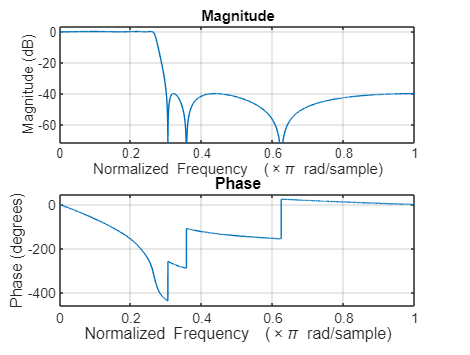 Magnitude
Magnitude (dB)
0
-20
-40
-60
0 0.2 0.4 0.6 0.8 1
Normalized Frequency (×π rad/sample)
Phase
Phase (degrees)
0
-200
-400
0 0.2 0.4 0.6 0.8 1
Normalized Frequency (×π rad/sample)